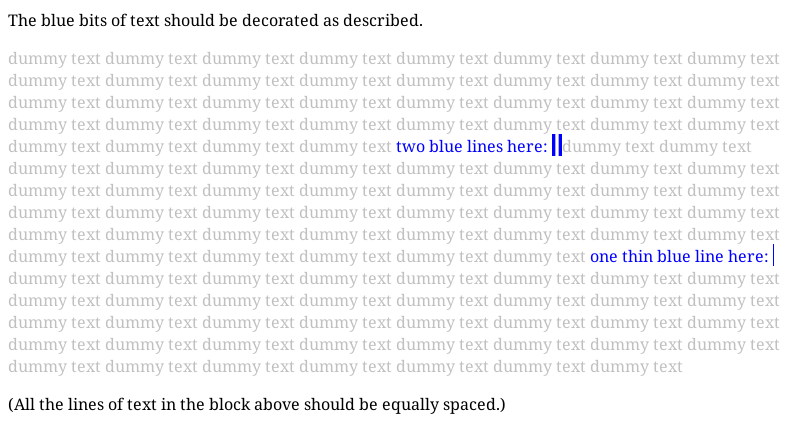 The blue bits of text should be decorated as described.
dummy text dummy text dummy text dummy text dummy text dummy text dummy text dummy text
dummy text dummy text dummy text dummy text dummy text dummy text dummy text dummy text
dummy text dummy text dummy text dummy text dummy text dummy text dummy text dummy text
dummy text dummy text dummy text dummy text dummy text dummy text dummy text dummy text
dummy text dummy text dummy text dummy text two blue lines here: dummy text dummy text
dummy text dummy text dummy text dummy text dummy text dummy text dummy text dummy text
dummy text dummy text dummy text dummy text dummy text dummy text dummy text dummy text
dummy text dummy text dummy text dummy text dummy text dummy text dummy text dummy text
dummy text dummy text dummy text dummy text dummy text dummy text dummy text dummy text
dummy text dummy text dummy text dummy text dummy text dummy text one thin blue line here:
dummy text dummy text dummy text dummy text dummy text dummy text dummy text dummy text
dummy text dummy text dummy text dummy text dummy text dummy text dummy text dummy text
dummy text dummy text dummy text dummy text dummy text dummy text dummy text dummy text
dummy text dummy text dummy text dummy text dummy text dummy text dummy text dummy text
dummy text dummy text dummy text dummy text dummy text dummy text dummy text
(All the lines of text in the block above should be equally spaced.)